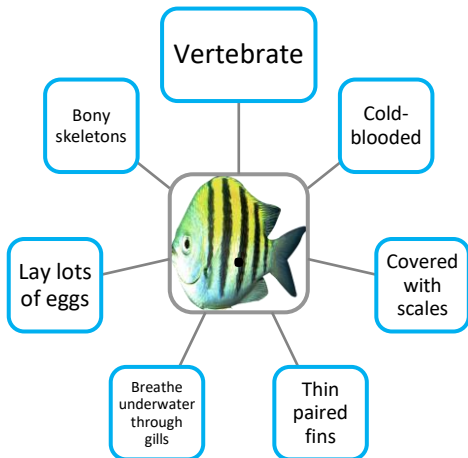 Vertebrate
Cold-
blooded
Covered
with
scales
Thin
paired
fins
Breathe
underwater
through
gills
Lay lots
of eggs
Bony
skeletons